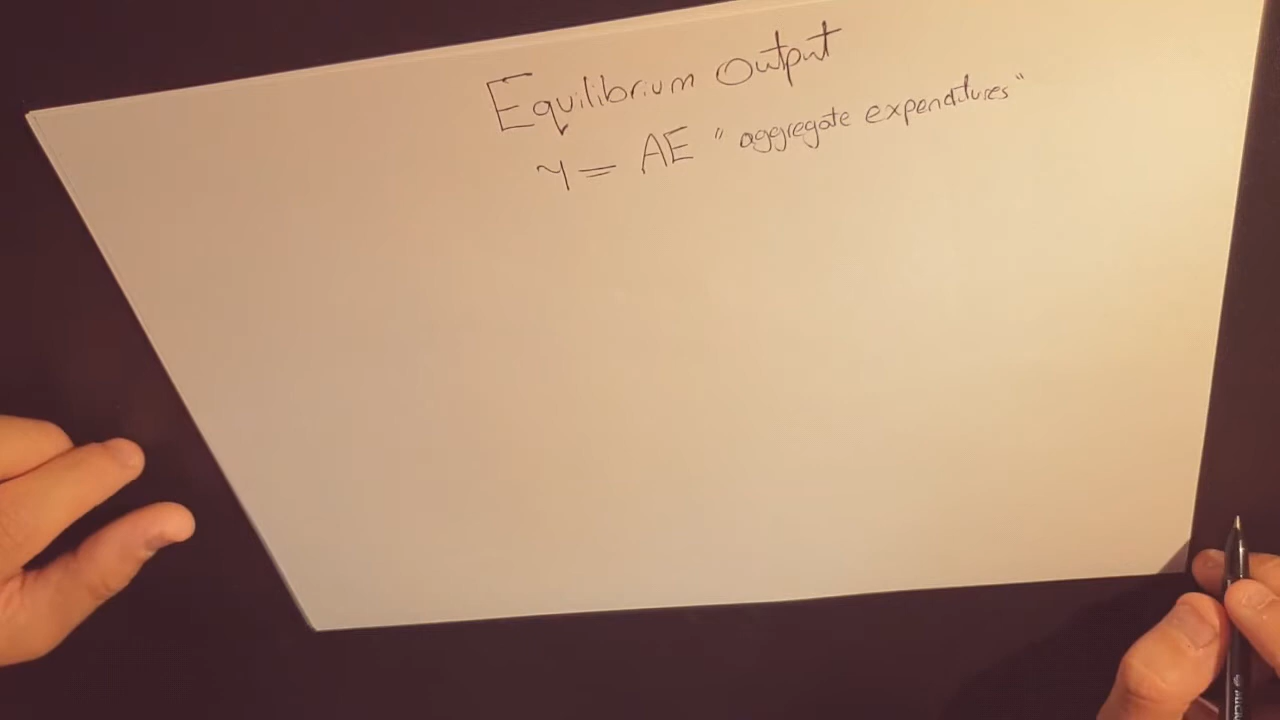 Equilibrium Output
Y = AE "aggregate expenditures"